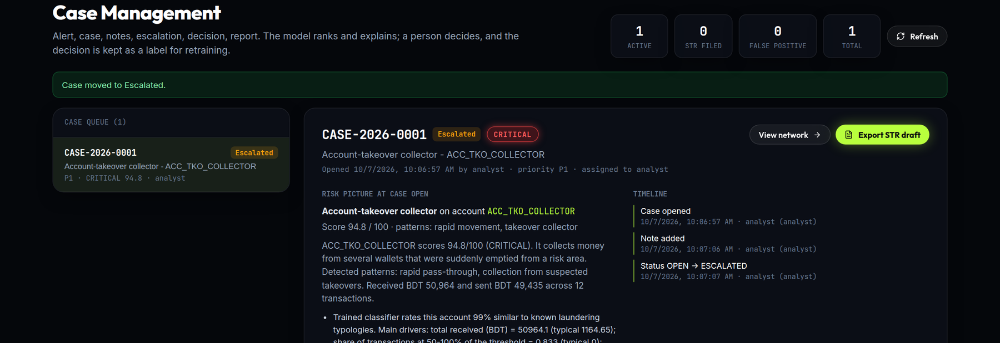 Case Management
Alert, case, notes, escalation, decision, report. The model ranks and explains; a person decides, and the
decision is kept as a label for retraining.
1
ACTIVE
0
STR FILED
0
FALSE POSITIVE
1
TOTAL
Refresh
Case moved to Escalated.
CASE QUEUE (1)
CASE-2026-0001
Escalated
Account-takeover collector - ACC_TKO_COLLECTOR
P1 · CRITICAL 94.8 · analyst
CASE-2026-0001
Escalated
CRITICAL
View network →
Export STR draft
Account-takeover collector - ACC_TKO_COLLECTOR
Opened 10/7/2026, 10:06:57 AM by analyst · priority P1 · assigned to analyst
RISK PICTURE AT CASE OPEN
Account-takeover collector on account ACC_TKO_COLLECTOR
Score 94.8 / 100 · patterns: rapid movement, takeover collector
ACC_TKO_COLLECTOR scores 94.8/100 (CRITICAL). It collects money
from several wallets that were suddenly emptied from a risk area.
Detected patterns: rapid pass-through, collection from suspected
takeovers. Received BDT 50,964 and sent BDT 49,435 across 12
transactions.
• Trained classifier rates this account 99% similar to known laundering
typologies. Main drivers: total received (BDT) = 50964.1 (typical 1164.65);
share of transactions at 50-100% of the threshold = 0.833 (typical 0);
TIMELINE
Case opened
10/7/2026, 10:06:57 AM · analyst (analyst)
Note added
10/7/2026, 10:07:06 AM · analyst (analyst)
Status OPEN → ESCALATED
10/7/2026, 10:07:07 AM · analyst (analyst)